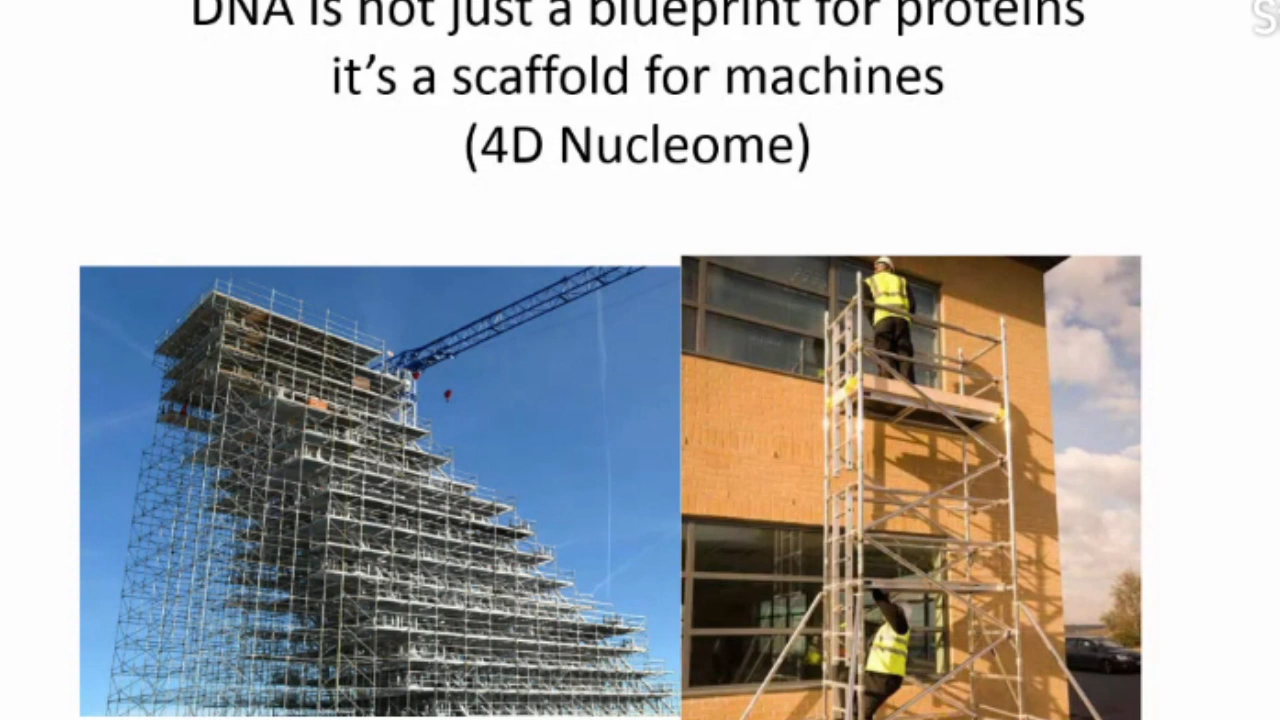 DNA is not just a blueprint for proteins
it’s a scaffold for machines
(4D Nucleome)